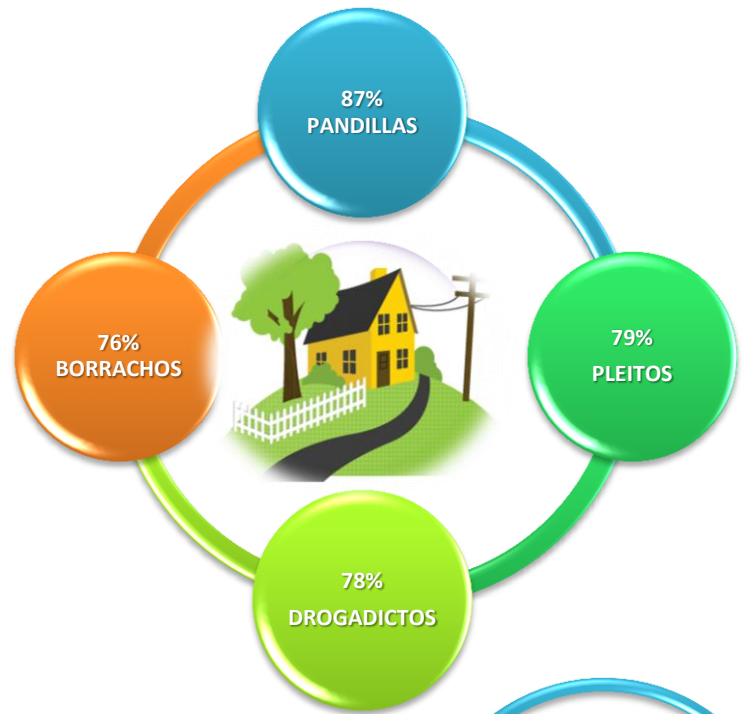 87%
PANDILLAS
79%
PLEITOS
78%
DROGADICTOS
76%
BORRACHOS